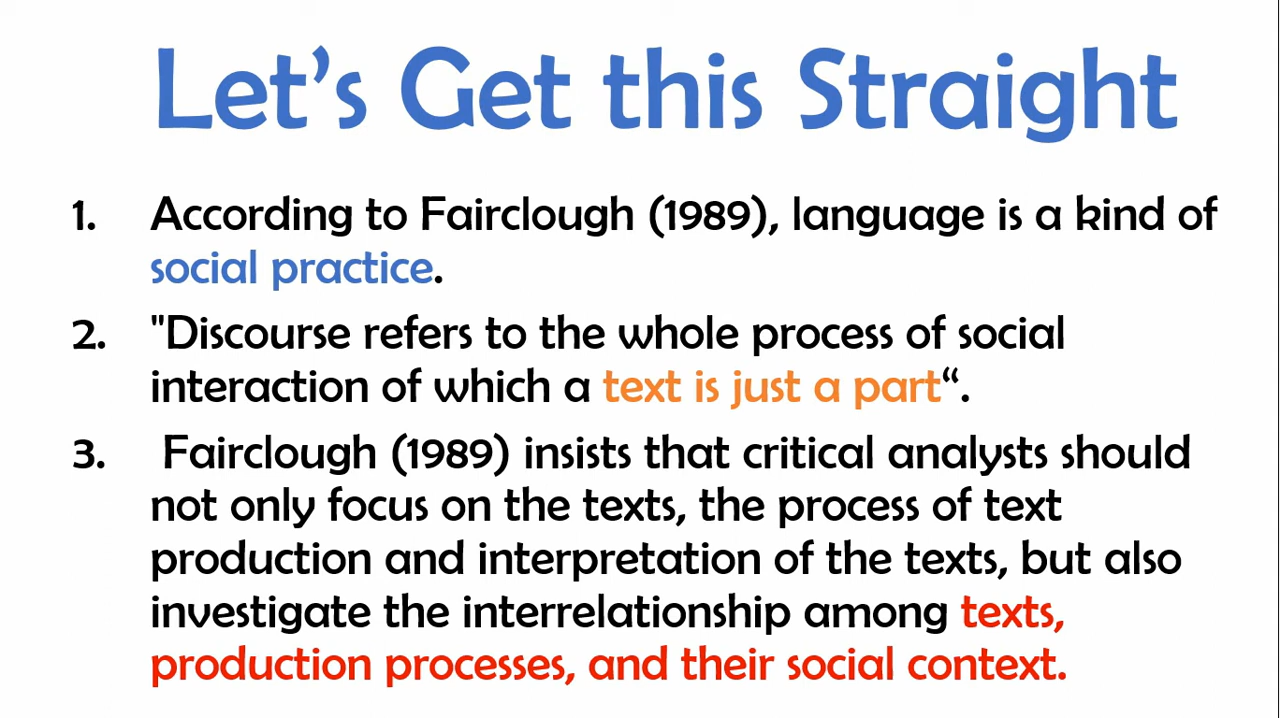 Let’s Get this Straight
1. According to Fairclough (1989), language is a kind of
social practice.
2. "Discourse refers to the whole process of social
interaction of which a text is just a part“.
3. Fairclough (1989) insists that critical analysts should
not only focus on the texts, the process of text
production and interpretation of the texts, but also
investigate the interrelationship among texts,
production processes, and their social context.